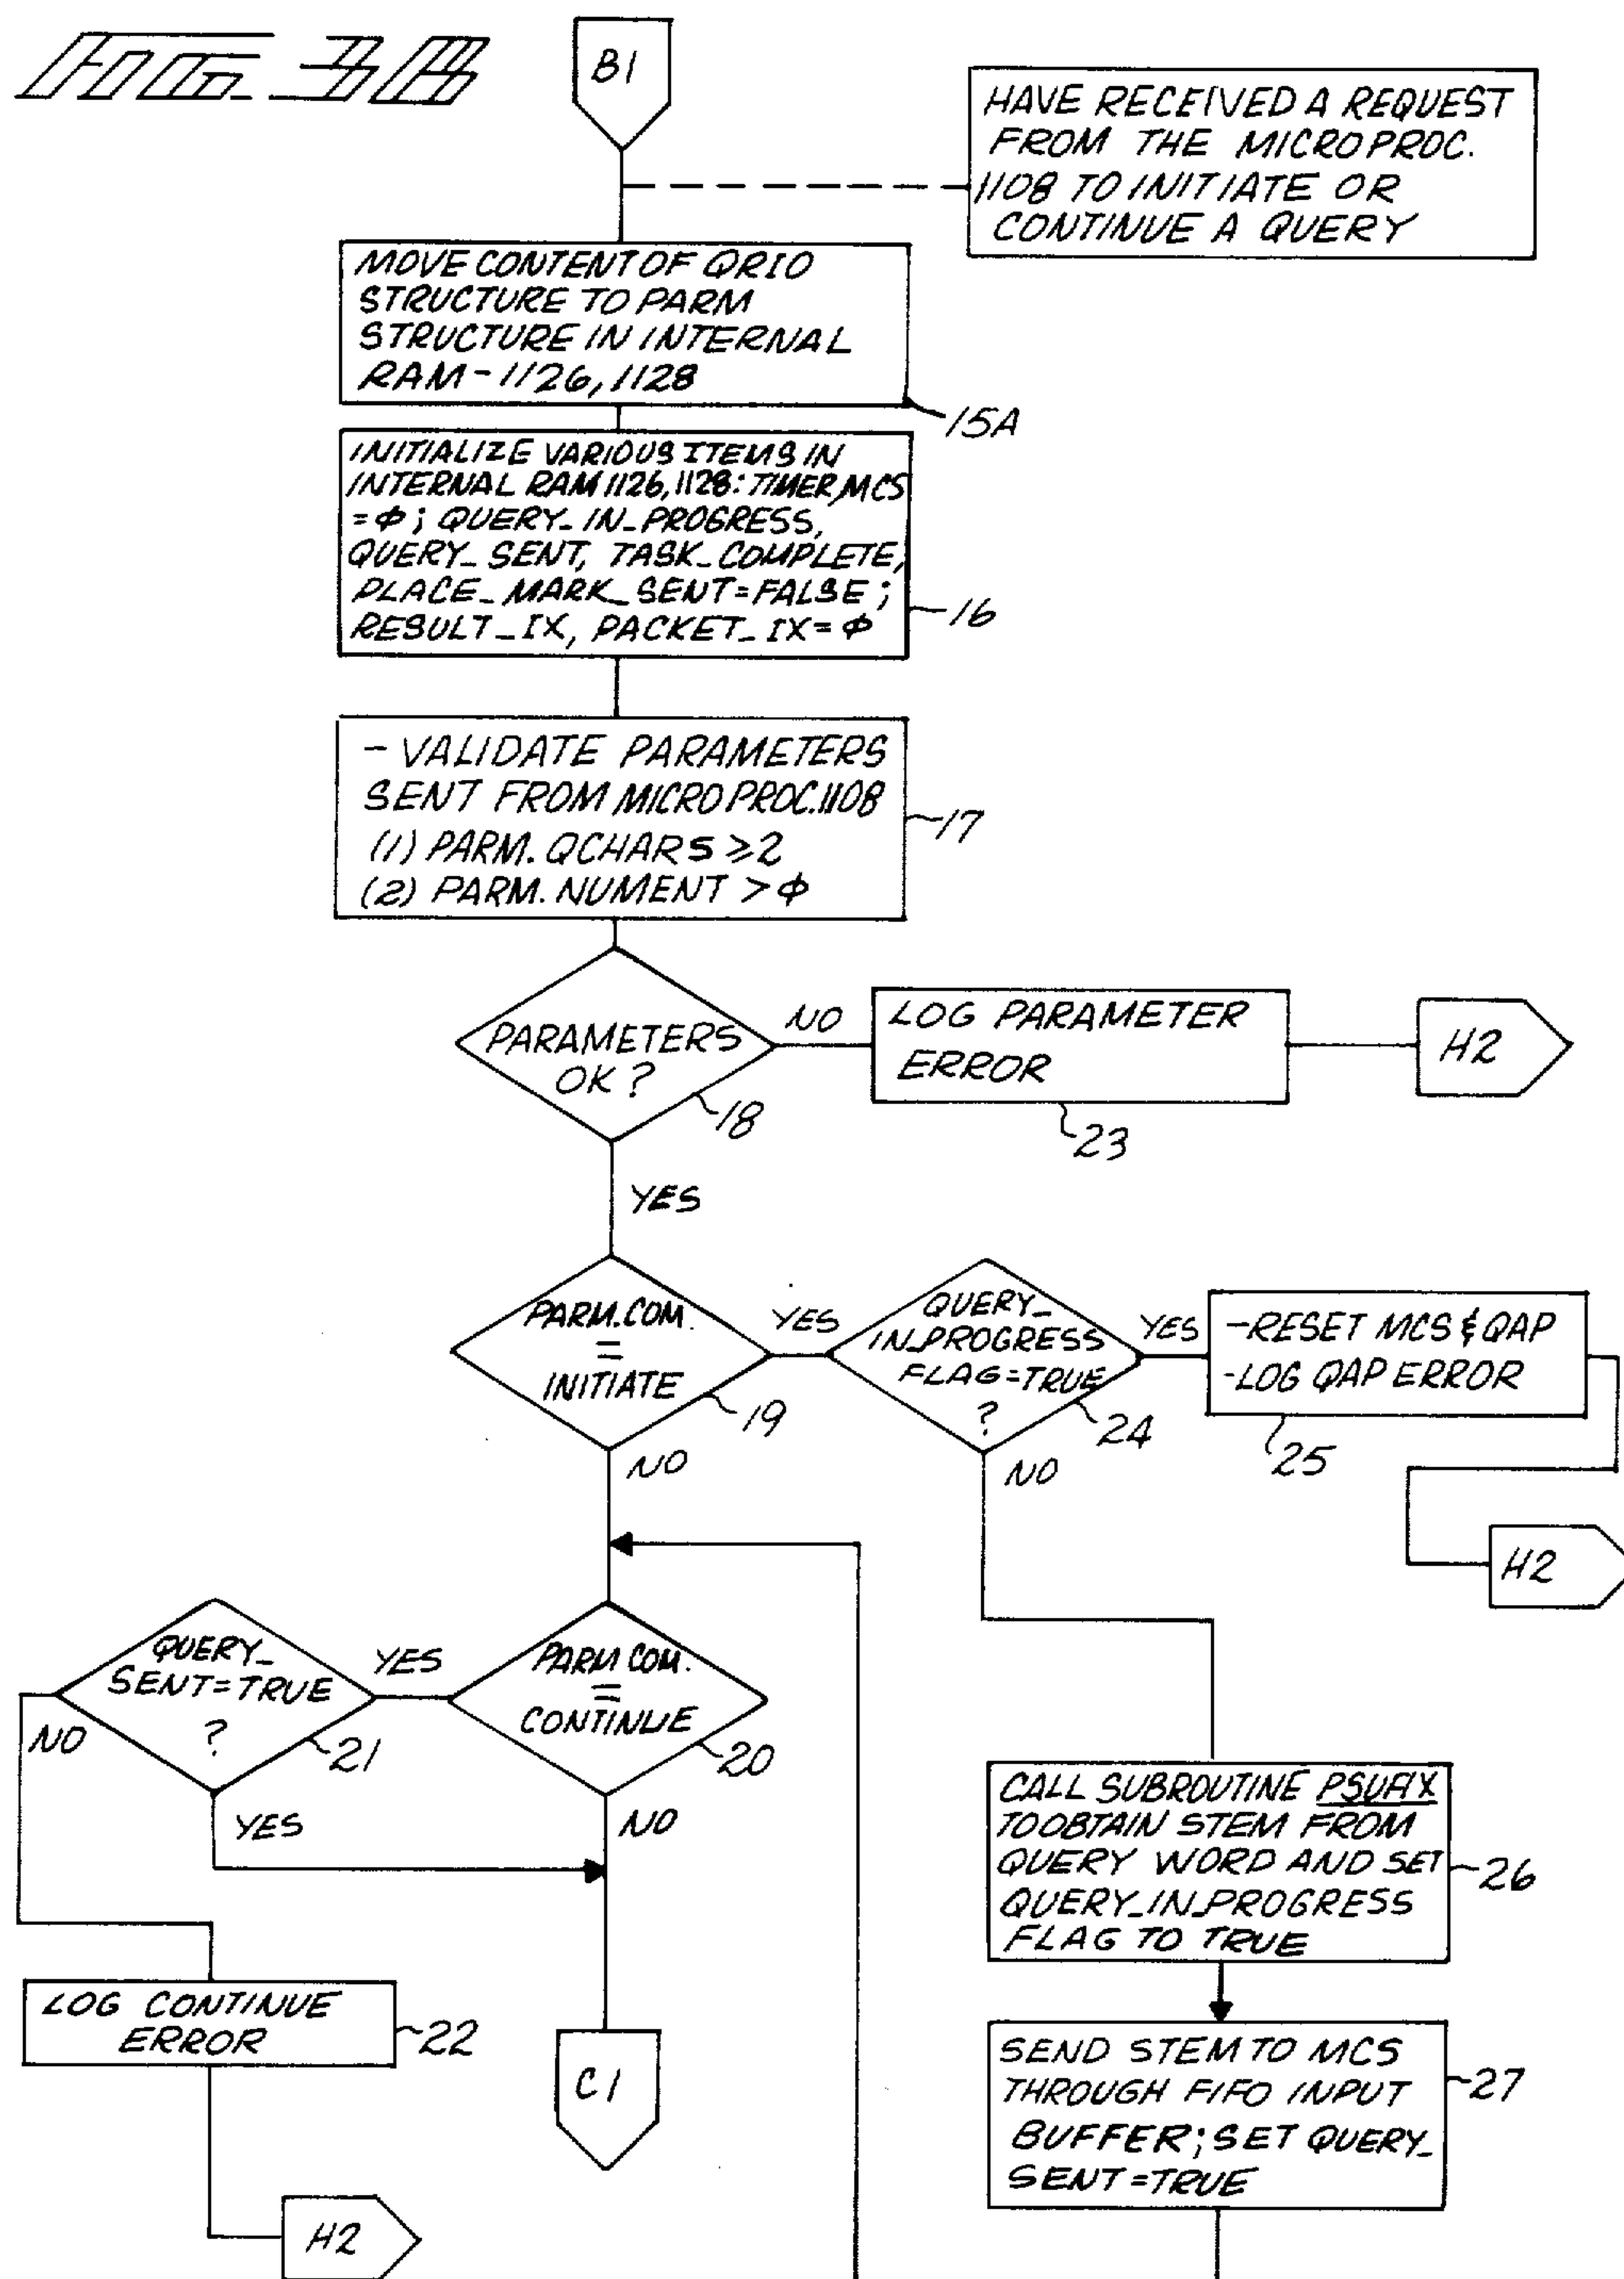 FIG. 3B
B1
HAVE RECEIVED A REQUEST
FROM THE MICROPROC.
1108 TO INITIATE OR
CONTINUE A QUERY
MOVE CONTENT OF QRIO
STRUCTURE TO PARM
STRUCTURE IN INTERNAL
RAM-1126, 1128
15A
INITIALIZE VARIOUS ITEMS IN
INTERNAL RAM 1126, 1128: TIMER, MCS
=ϕ; QUERY_IN_PROGRESS,
QUERY_SENT, TASK_COMPLETE,
PLACE_MARK_SENT=FALSE;
RESULT_IX, PACKET_IX=ϕ
16
- VALIDATE PARAMETERS
SENT FROM MICROPROC.1108
(1) PARM. QCHARS ≥2
(2) PARM. NUMENT >ϕ
17
PARAMETERS
OK?
18
NO
LOG PARAMETER
ERROR
23
H2
YES
PARM.COM.
=
INITIATE
19
YES
QUERY_
IN_PROGRESS
FLAG=TRUE
?
24
YES
-RESET MCS & QAP
-LOG QAP ERROR
25
H2
NO
NO
QUERY_
SENT=TRUE
?
21
YES
PARM COM.
=
CONTINUE
20
NO
YES
NO
CALL SUBROUTINE PSUFIX
TO OBTAIN STEM FROM
QUERY WORD AND SET
QUERY_IN_PROGRESS
FLAG TO TRUE
26
LOG CONTINUE
ERROR
22
C1
SEND STEM TO MCS
THROUGH FIFO INPUT
BUFFER; SET QUERY_
SENT=TRUE
27
H2